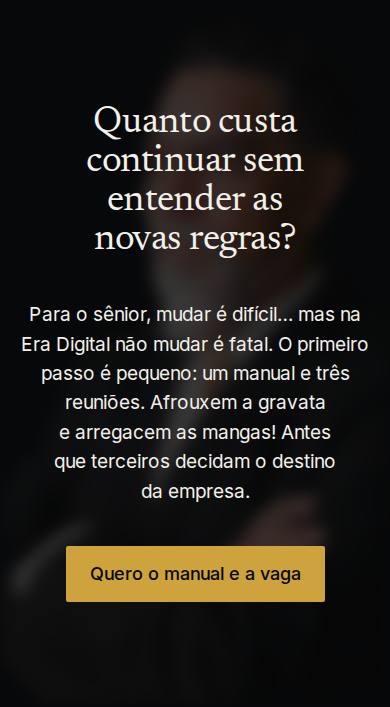 Quanto custa
continuar sem
entender as
novas regras?
Para o sênior, mudar é difícil... mas na
Era Digital não mudar é fatal. O primeiro
passo é pequeno: um manual e três
reuniões. Afrouxem a gravata
e arregacem as mangas! Antes
que terceiros decidam o destino
da empresa.
Quero o manual e a vaga